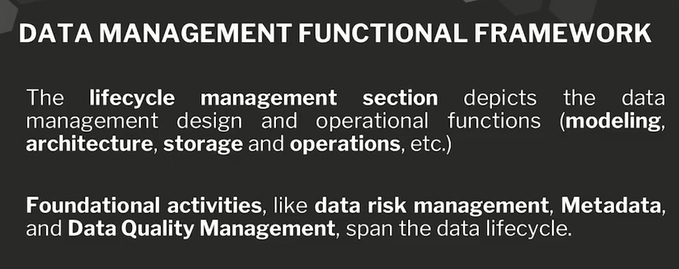 DATA MANAGEMENT FUNCTIONAL FRAMEWORK
The lifecycle management section depicts the data
management design and operational functions (modeling,
architecture, storage and operations, etc.)
Foundational activities, like data risk management, Metadata,
and Data Quality Management, span the data lifecycle.